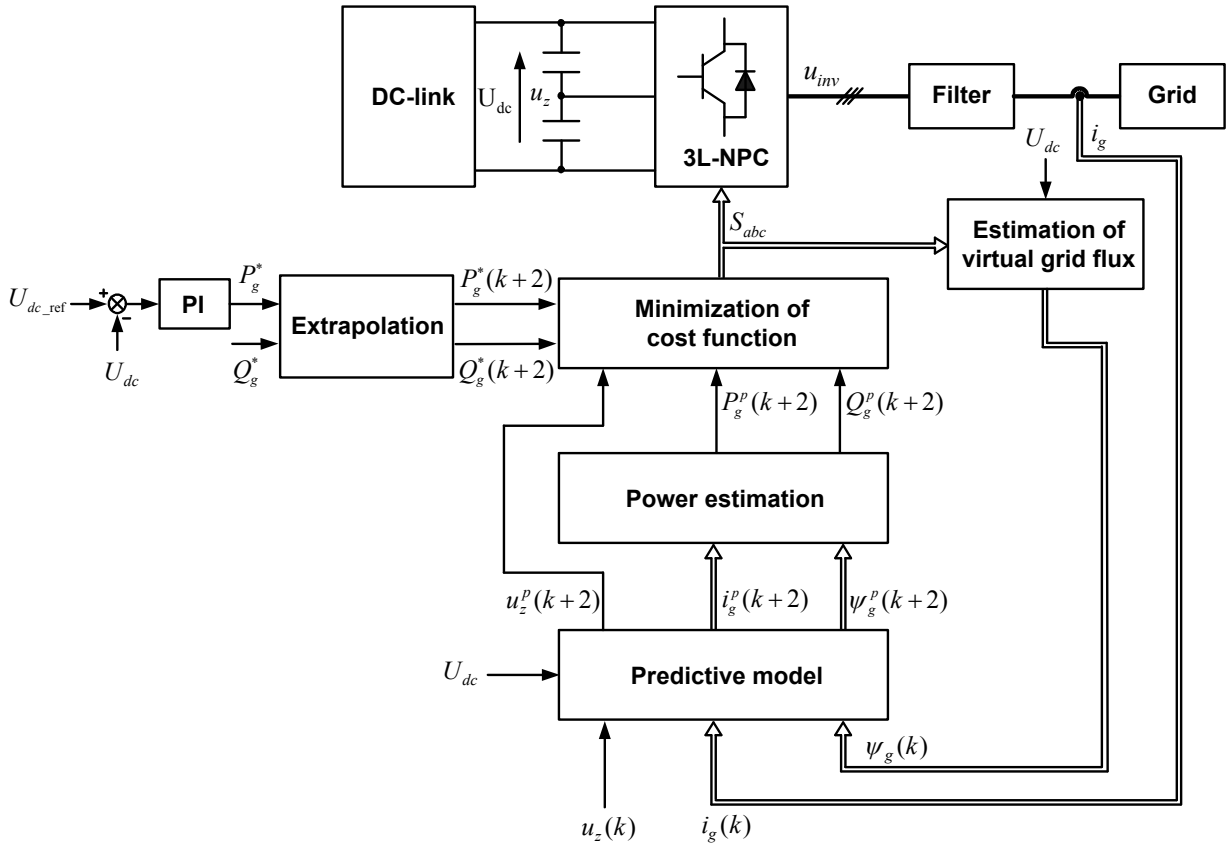 DC-link
U_dc
u_z
3L-NPC
u_inv
Filter
Grid
i_g
U_dc
S_abc
Estimation of
virtual grid flux
U_dc_ref
+
-
U_dc
PI
P_g^*
Q_g^*
Extrapolation
P_g^*(k+2)
Q_g^*(k+2)
Minimization of
cost function
P_g^p(k+2)
Q_g^p(k+2)
Power estimation
u_z^p(k+2)
i_g^p(k+2)
ψ_g^p(k+2)
U_dc
Predictive model
ψ_g(k)
u_z(k)
i_g(k)